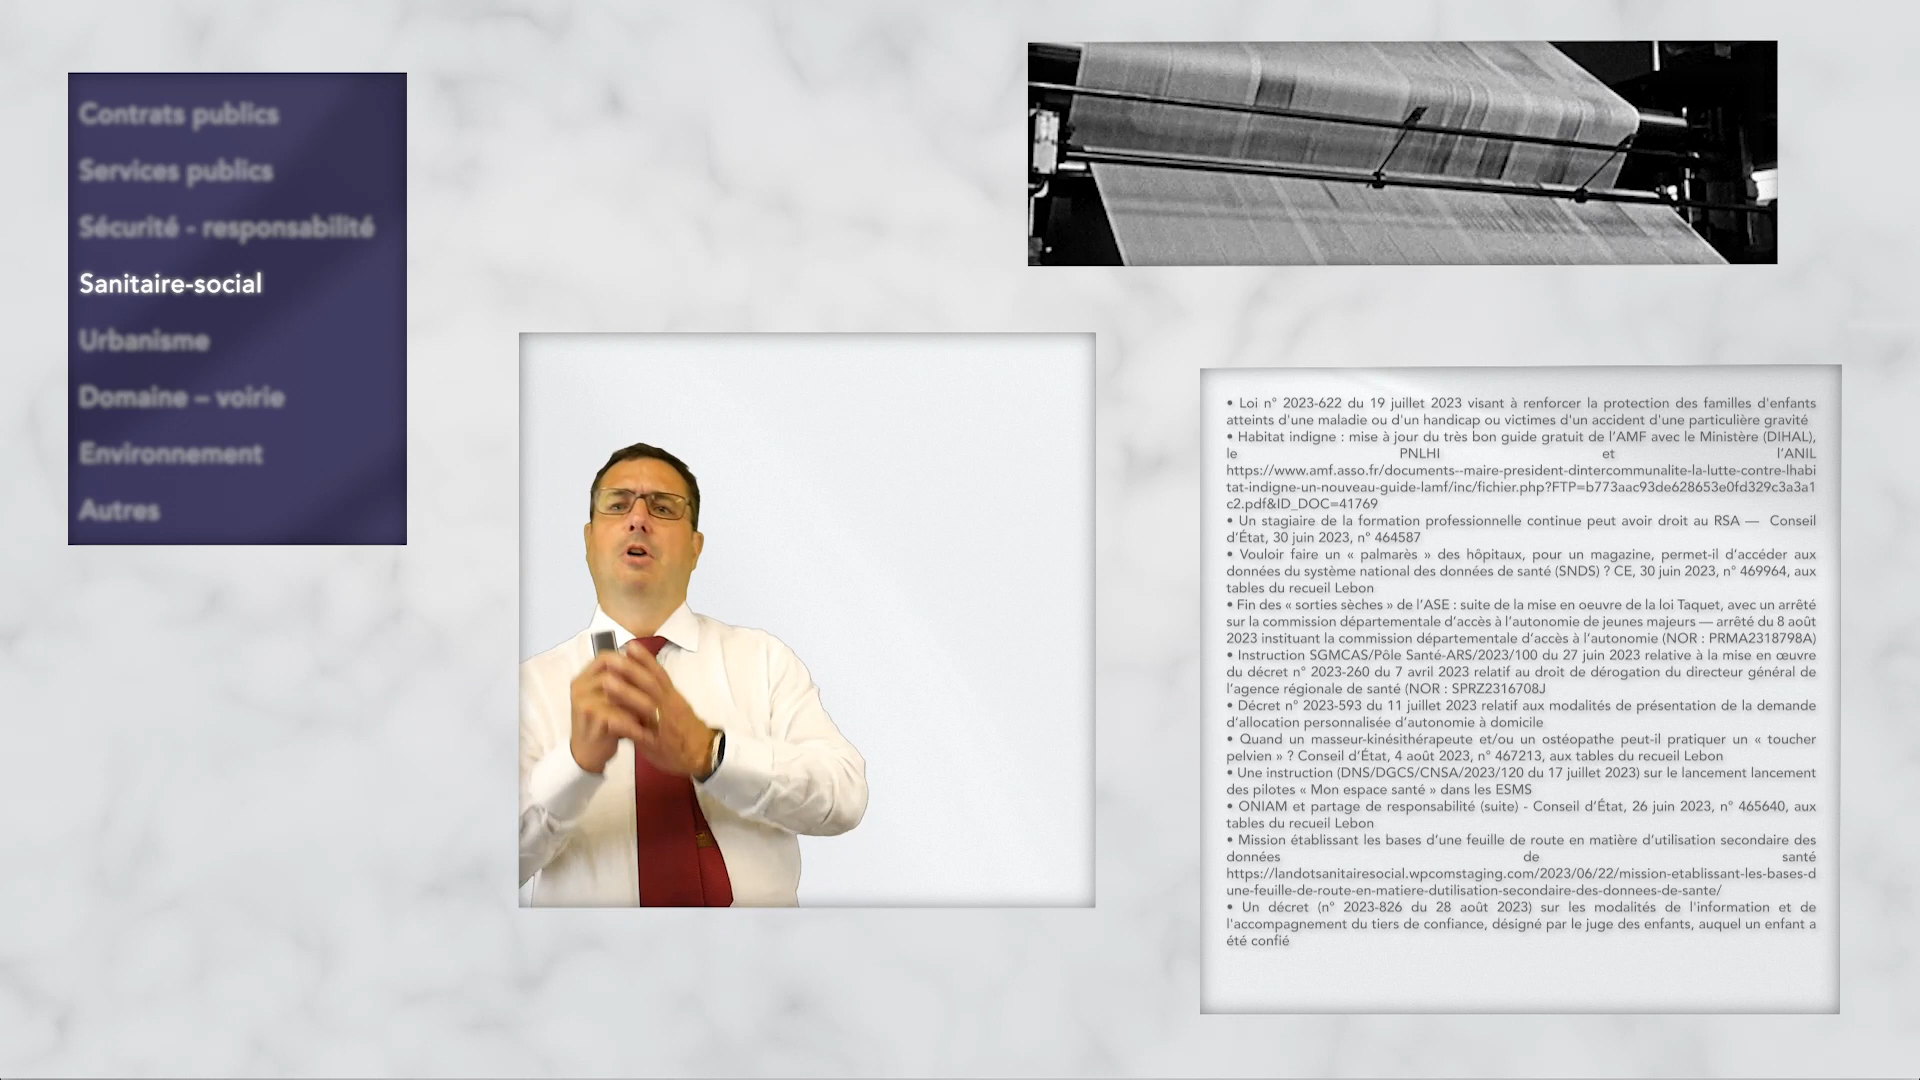 Contrats publics
Services publics
Sécurité - responsabilité
Sanitaire-social
Urbanisme
Domaine – voirie
Environnement
Autres
• Loi n° 2023-622 du 19 juillet 2023 visant à renforcer la protection des familles d'enfants
atteints d'une maladie ou d'un handicap ou victimes d'un accident d'une particulière gravité
• Habitat indigne : mise à jour du très bon guide gratuit de l’AMF avec le Ministère (DIHAL),
le PNLHI et l’ANIL
https://www.amf.asso.fr/documents--maire-president-dintercommunalite-la-lutte-contre-lhabi
tat-indigne-un-nouveau-guide-lamf/inc/fichier.php?FTP=b773aac93de628653e0fd329c3a3a1
c2.pdf&ID_DOC=41769
• Un stagiaire de la formation professionnelle continue peut avoir droit au RSA — Conseil
d’État, 30 juin 2023, n° 464587
• Vouloir faire un « palmarès » des hôpitaux, pour un magazine, permet-il d’accéder aux
données du système national des données de santé (SNDS) ? CE, 30 juin 2023, n° 469964, aux
tables du recueil Lebon
• Fin des « sorties sèches » de l’ASE : suite de la mise en oeuvre de la loi Taquet, avec un arrêté
sur la commission départementale d’accès à l’autonomie de jeunes majeurs — arrêté du 8 août
2023 instituant la commission départementale d’accès à l’autonomie (NOR : PRMA2318798A)
• Instruction SGMCAS/Pôle Santé-ARS/2023/100 du 27 juin 2023 relative à la mise en œuvre
du décret n° 2023-260 du 7 avril 2023 relatif au droit de dérogation du directeur général de
l’agence régionale de santé (NOR : SPRZ2316708J
• Décret n° 2023-593 du 11 juillet 2023 relatif aux modalités de présentation de la demande
d’allocation personnalisée d’autonomie à domicile
• Quand un masseur-kinésithérapeute et/ou un ostéopathe peut-il pratiquer un « toucher
pelvien » ? Conseil d’État, 4 août 2023, n° 467213, aux tables du recueil Lebon
• Une instruction (DNS/DGCS/CNSA/2023/120 du 17 juillet 2023) sur le lancement lancement
des pilotes « Mon espace santé » dans les ESMS
• ONIAM et partage de responsabilité (suite) - Conseil d’État, 26 juin 2023, n° 465640, aux
tables du recueil Lebon
• Mission établissant les bases d’une feuille de route en matière d’utilisation secondaire des
données de santé
https://landotsanitairesocial.wpcomstaging.com/2023/06/22/mission-etablissant-les-bases-d
une-feuille-de-route-en-matiere-dutilisation-secondaire-des-donnees-de-sante/
• Un décret (n° 2023-826 du 28 août 2023) sur les modalités de l'information et de
l'accompagnement du tiers de confiance, désigné par le juge des enfants, auquel un enfant a
été confié